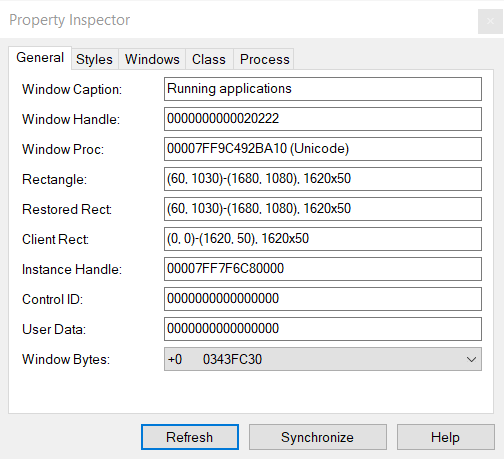 Property Inspector
General Styles Windows Class Process
Window Caption: Running applications
Window Handle: 0000000000020222
Window Proc: 00007FF9C492BA10 (Unicode)
Rectangle: (60, 1030)-(1680, 1080), 1620x50
Restored Rect: (60, 1030)-(1680, 1080), 1620x50
Client Rect: (0, 0)-(1620, 50), 1620x50
Instance Handle: 00007FF7F6C80000
Control ID: 0000000000000000
User Data: 0000000000000000
Window Bytes: +0 0343FC30
Refresh Synchronize Help